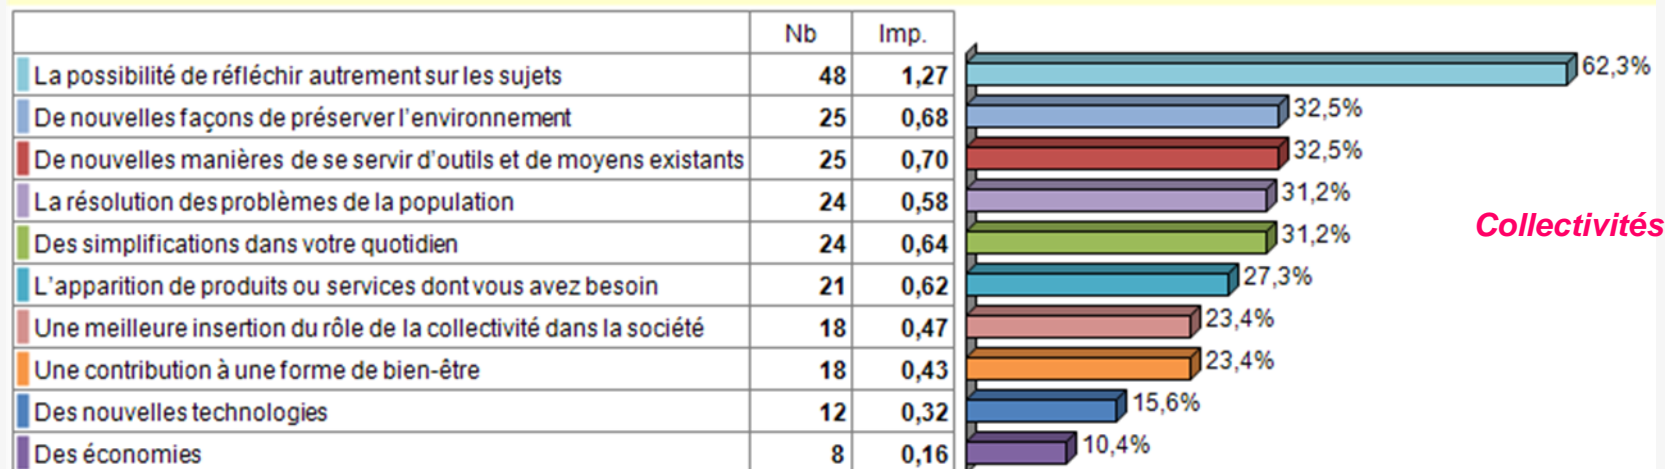 Nb Imp.
La possibilité de réfléchir autrement sur les sujets 48 1,27 62,3%
De nouvelles façons de préserver l'environnement 25 0,68 32,5%
De nouvelles manières de se servir d'outils et de moyens existants 25 0,70 32,5%
La résolution des problèmes de la population 24 0,58 31,2%
Des simplifications dans votre quotidien 24 0,64 31,2%
Collectivités
L'apparition de produits ou services dont vous avez besoin 21 0,62 27,3%
Une meilleure insertion du rôle de la collectivité dans la société 18 0,47 23,4%
Une contribution à une forme de bien-être 18 0,43 23,4%
Des nouvelles technologies 12 0,32 15,6%
Des économies 8 0,16 10,4%